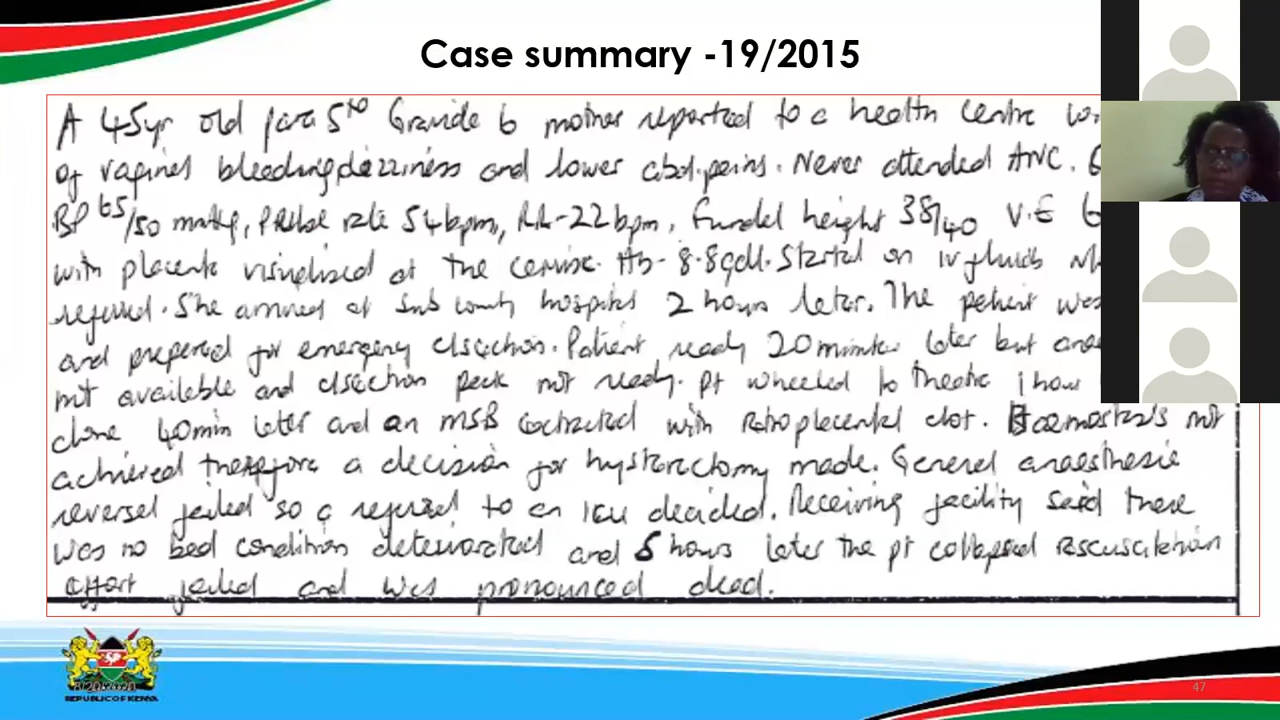 Case summary -19/2015
A 45yr old para 5+0 Gravida 6 mother reported to a health centre
of vaginal bleeding, dizziness and lower abd. pains. Never attended ANC.
BP 65/50 mmHg, Pulse rate 54bpm, RR-22bpm, Fundal height 38/40 V.E
with placenta visualised at the cervix. Hb- 8.8gdl. Started on iv fluids
referred. She arrived at sub county hospital 2 hours later. The patient was
and prepared for emergency c/section. Patient ready 20 minutes later but
not available and c/section pack not ready. pt wheeled to theatre 1 hour
done 40min later and an MSB extracted with retroplacental clot. Haemostasis not
achieved therefore a decision for hysterectomy made. General anaesthesia
reversal failed so a referral to an ICU decided. Receiving facility said there
was no bed condition deteriorated and 5 hours later the pt collapsed rescuscitation
effort failed and was pronounced dead.
REPUBLIC OF KENYA
47